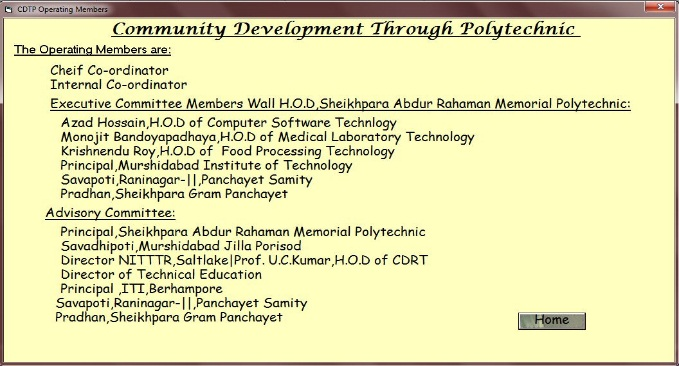 CDTP Operating Members
Community Development Through Polytechnic
The Operating Members are:
Cheif Co-ordinator
Internal Co-ordinator
Executive Committee Members Wall H.O.D,Sheikhpara Abdur Rahaman Memorial Polytechnic:
Azad Hossain,H.O.D of Computer Software Technlogy
Monojit Bandoyapadhaya,H.O.D of Medical Laboratory Technology
Krishnendu Roy,H.O.D of Food Processing Technology
Principal,Murshidabad Institute of Technology
Savapoti,Raninagar-||,Panchayet Samity
Pradhan,Sheikhpara Gram Panchayet
Advisory Committee:
Principal,Sheikhpara Abdur Rahaman Memorial Polytechnic
Savadhipoti,Murshidabad Jilla Porisod
Director NITTTR,Saltlake|Prof. U.C.Kumar,H.O.D of CDRT
Director of Technical Education
Principal ,ITI,Berhampore
Savapoti,Raninagar-||,Panchayet Samity
Pradhan,Sheikhpara Gram Panchayet
Home